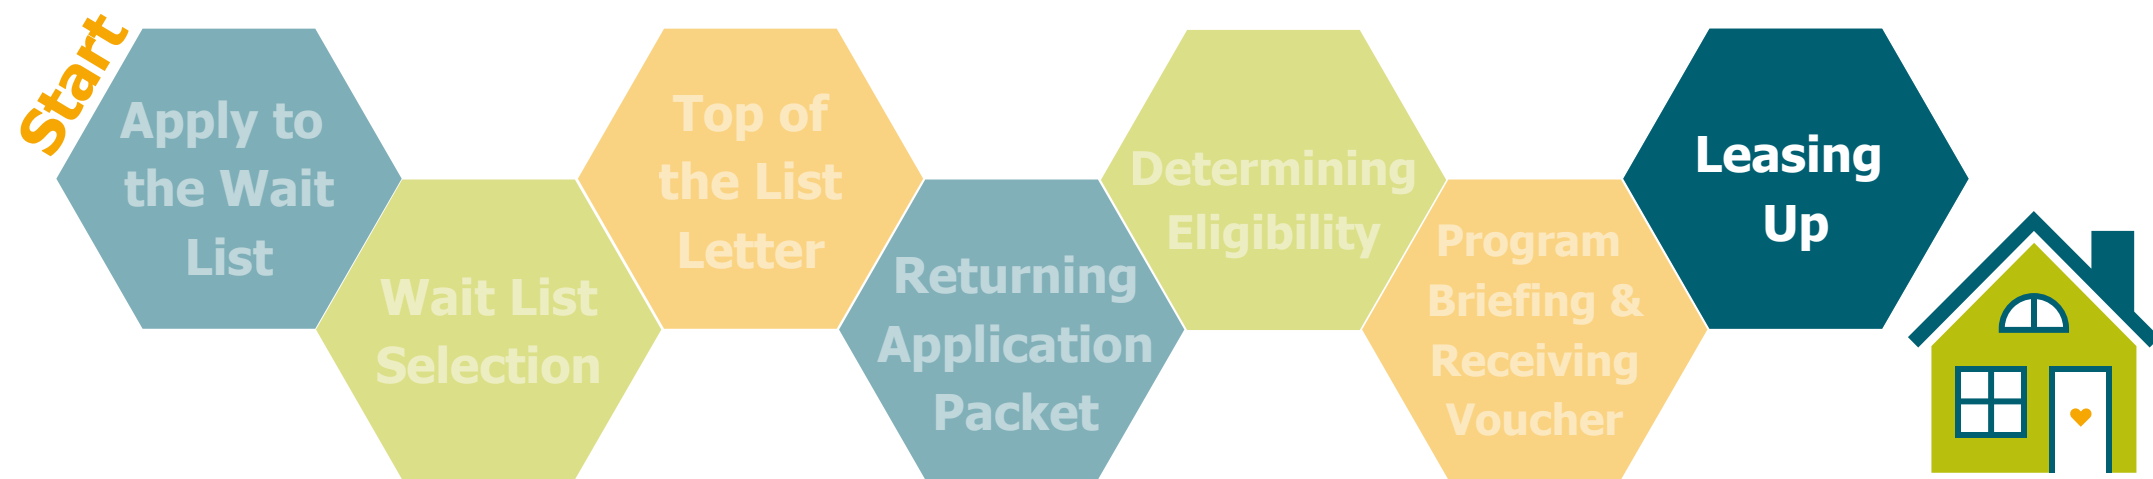 Start
Apply to
the Wait
List
Wait List
Selection
Top of
the List
Letter
Returning
Application
Packet
Determining
Eligibility
Program
Briefing &
Receiving
Voucher
Leasing
Up